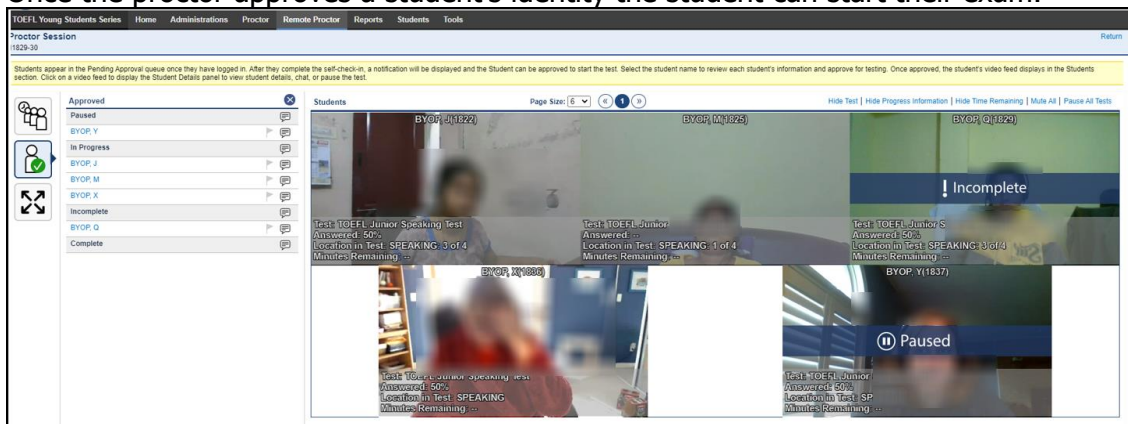 Once the proctor approves a student's identity the student can start their exam.
TOEFL Young Students Series Home Administrations Proctor Remote Proctor Reports Students Tools
Proctor Session Return
1829-30
Students appear in the Pending Approval queue once they have logged in. After they complete the self-check-in, a notification will be displayed and the Student can be approved to start the test. Select the student name to review each student's information and approve for testing. Once approved, the student's video feed displays in the Students
section. Click on a video feed to display the Student Details panel to view student details, chat, or pause the test.
Approved
Paused
BYOP, Y
In Progress
BYOP, J
BYOP, M
BYOP, X
Incomplete
BYOP, Q
Complete
Students Page Size: 6 1 Hide Test | Hide Progress Information | Hide Time Remaining | Mute All | Pause All Tests
BYOP, J(1822)
Test: TOEFL Junior Speaking Test
Answered: 50%
Location in Test: SPEAKING: 3 of 4
Minutes Remaining: --
BYOP, M(1825)
Test: TOEFL Junior
Answered: --
Location in Test: SPEAKING: 1 of 4
Minutes Remaining: --
BYOP, Q(1829)
Incomplete
Test: TOEFL Junior S
Answered: 50%
Location in Test: SPEAKING: 3 of 4
Minutes Remaining: --
BYOP, X(1836)
Test: TOEFL Junior Speaking Test
Answered: 50%
Location in Test: SPEAKING
Minutes Remaining: --
BYOP, Y(1837)
Paused
Test: TOEFL Junior
Answered: 50%
Location in Test: SP
Minutes Remaining: --